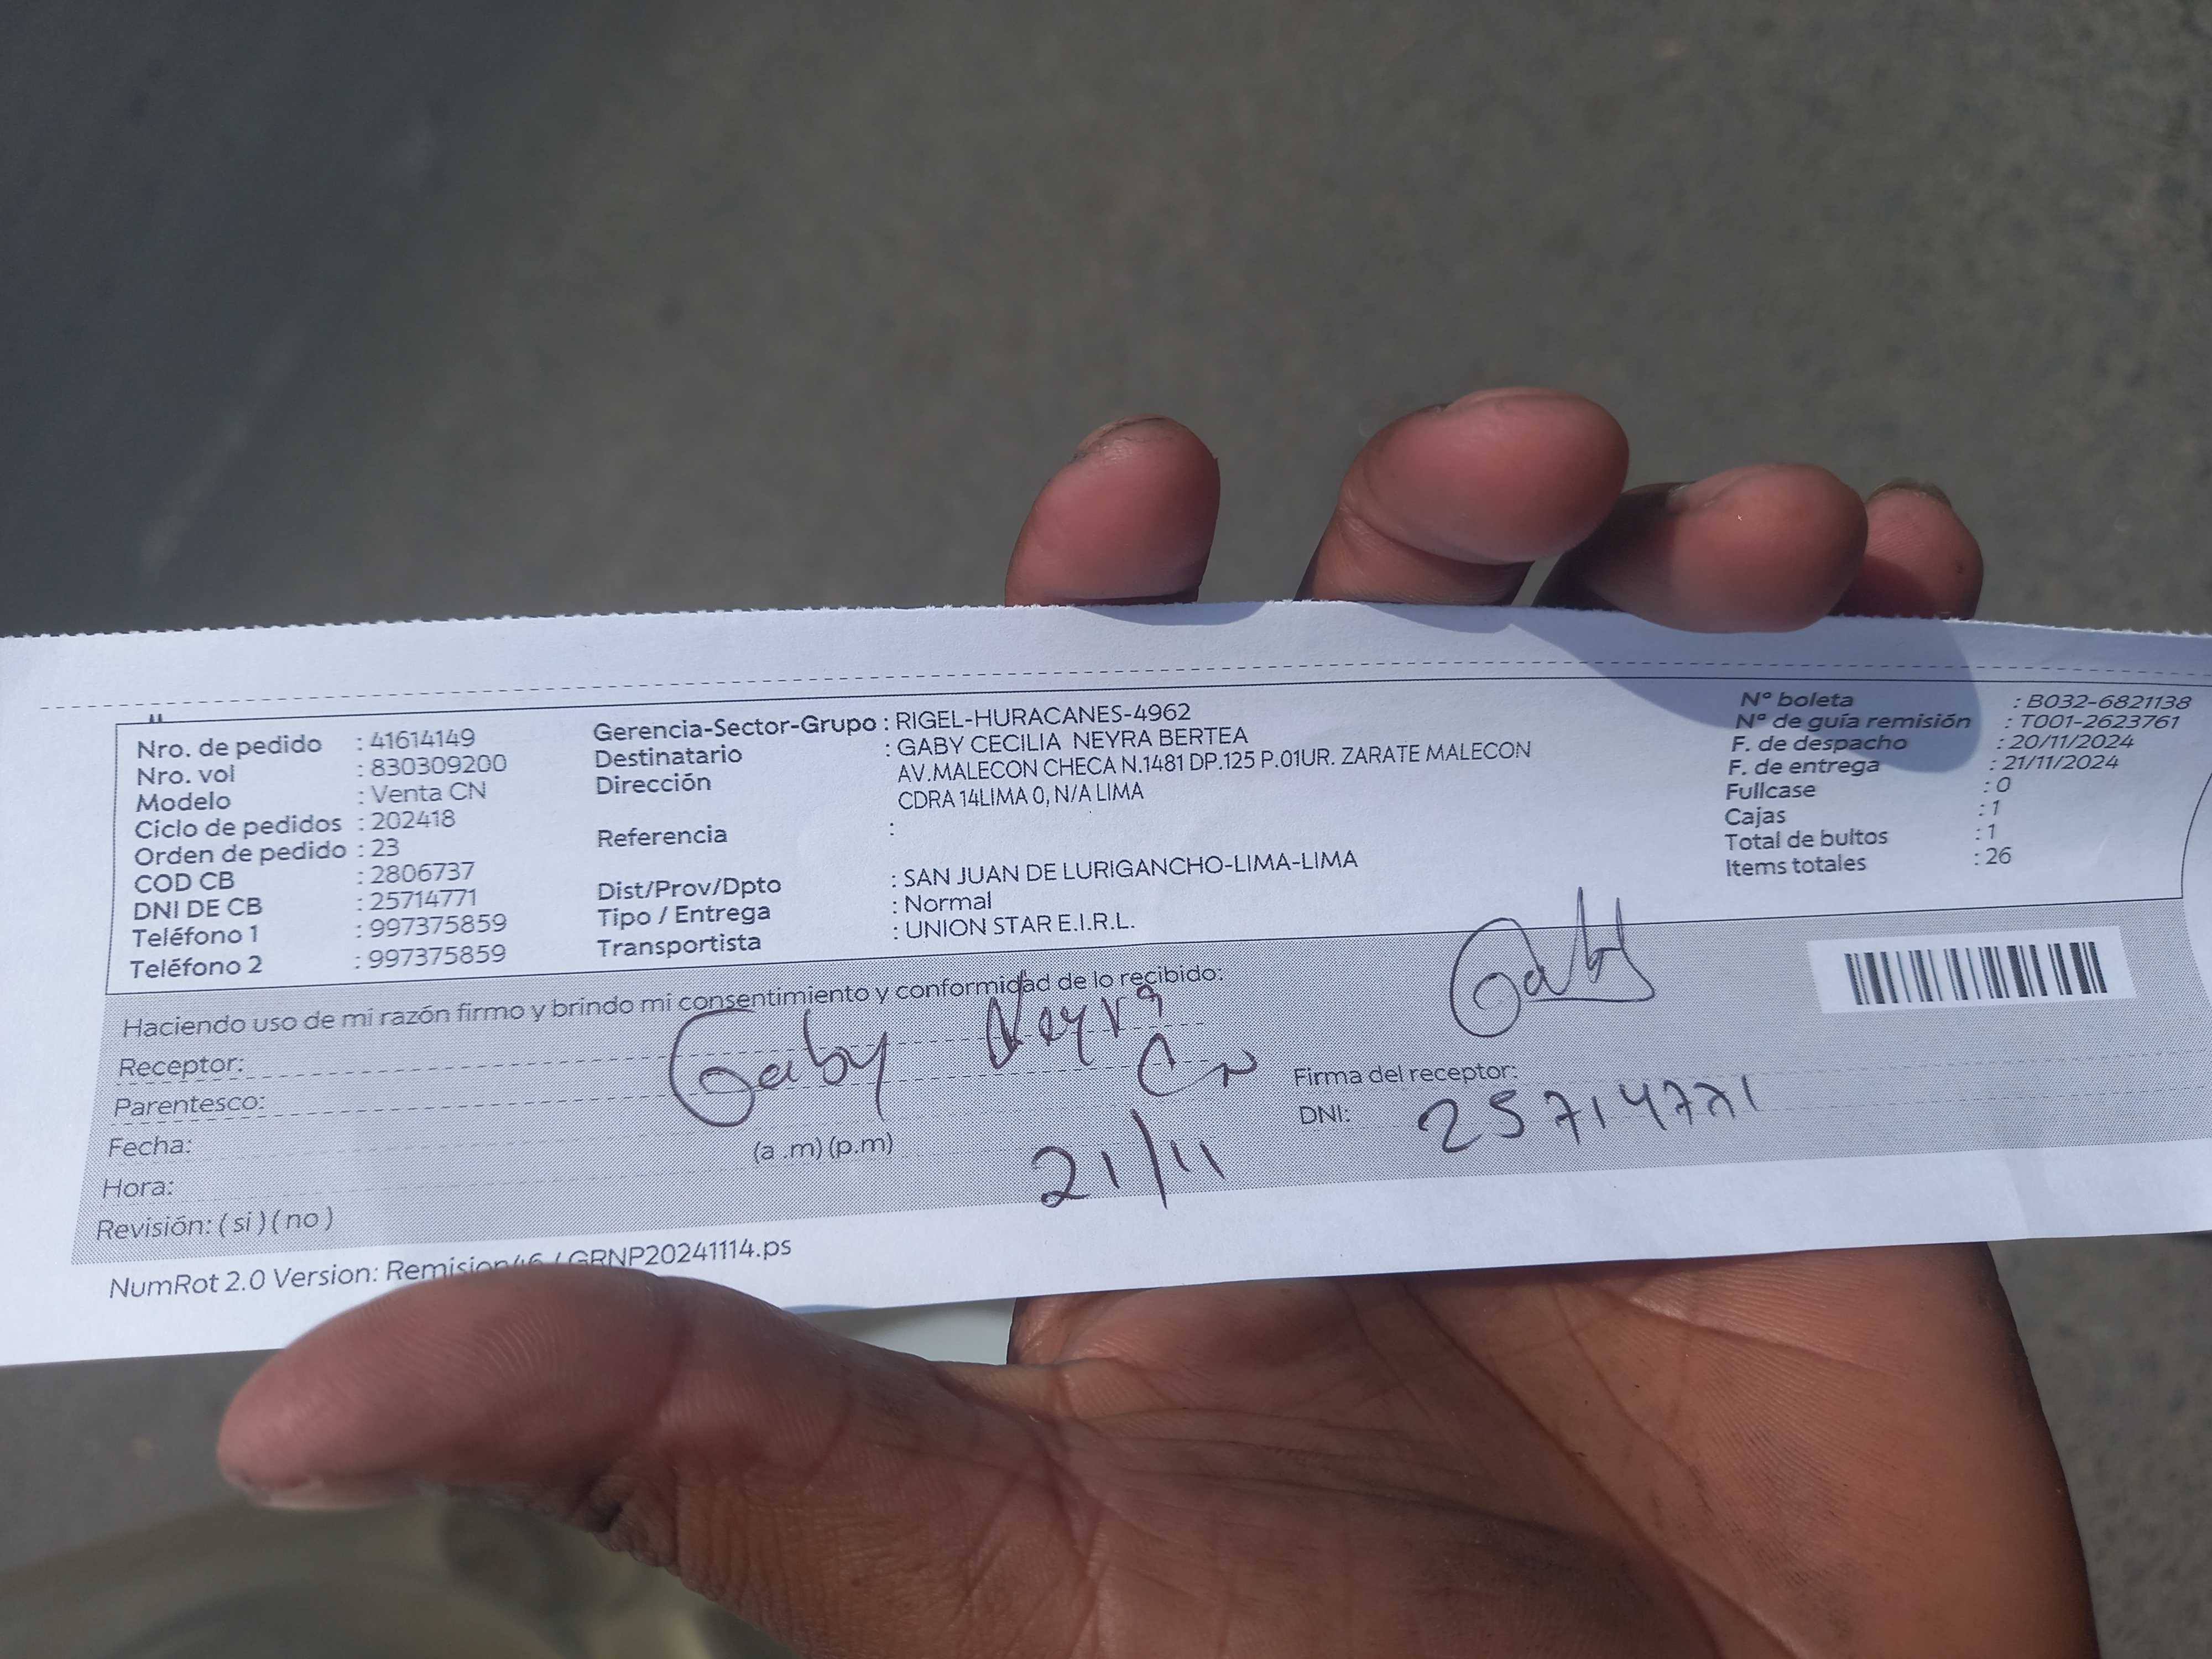 Nro. de pedido : 41614149
Nro. vol : 830309200
Modelo : Venta CN
Ciclo de pedidos : 202418
Orden de pedido : 23
COD CB : 2806737
DNI DE CB : 25714771
Teléfono 1 : 997375859
Teléfono 2 : 997375859
Gerencia-Sector-Grupo : RIGEL-HURACANES-4962
Destinatario : GABY CECILIA NEYRA BERTEA
Dirección AV.MALECON CHECA N.1481 DP.125 P.01UR. ZARATE MALECON
CDRA 14LIMA 0, N/A LIMA
Referencia :
Dist/Prov/Dpto : SAN JUAN DE LURIGANCHO-LIMA-LIMA
Tipo / Entrega : Normal
Transportista : UNION STAR E.I.R.L.
N° boleta : B032-6821138
N° de guía remisión : T001-2623761
F. de despacho : 20/11/2024
F. de entrega : 21/11/2024
Fullcase : 0
Cajas : 1
Total de bultos : 1
Items totales : 26
Haciendo uso de mi razón firmo y brindo mi consentimiento y conformidad de lo recibido:
Receptor: Gaby Neyra
Parentesco: CN
Fecha: 21/11
Hora: (a .m) (p.m)
Revisión: ( si ) ( no )
Gaby
Firma del receptor:
DNI: 25714771
NumRot 2.0 Version: Remision46 / GRNP20241114.ps